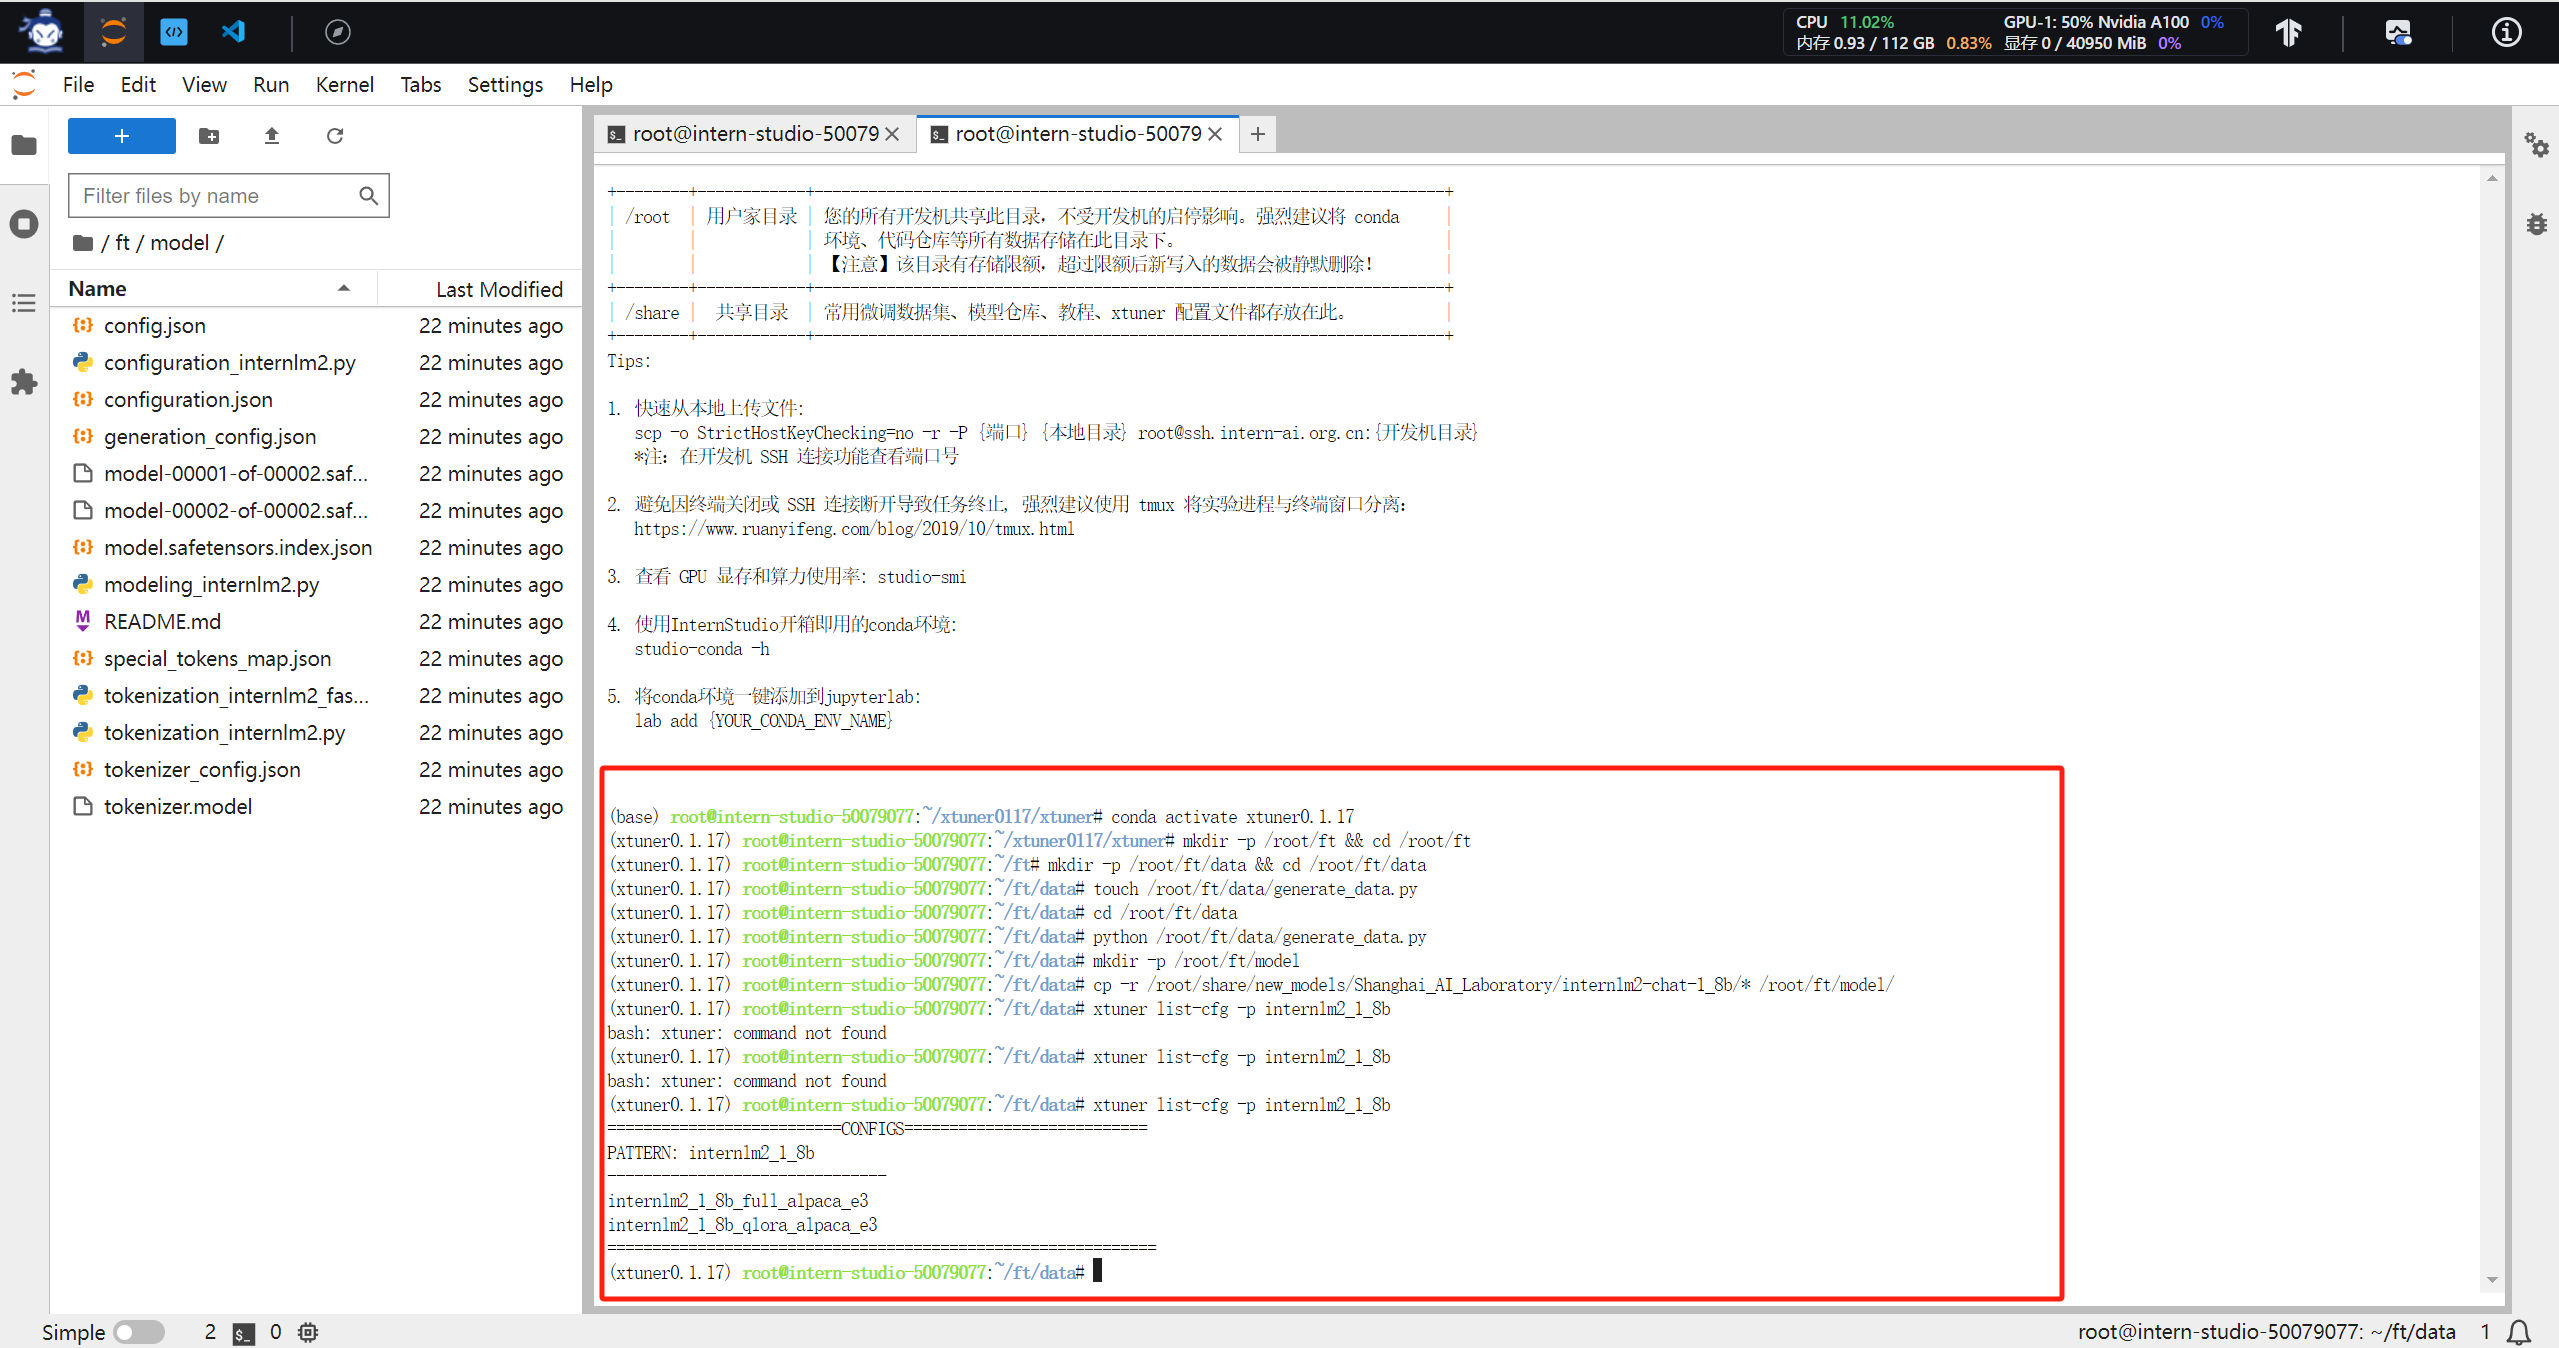 CPU 11.02% GPU-1: 50% Nvidia A100 0%
内存 0.93 / 112 GB 0.83% 显存 0 / 40950 MiB 0%
File Edit View Run Kernel Tabs Settings Help
root@intern-studio-50079 root@intern-studio-50079
Filter files by name
/ ft / model /
Name Last Modified
config.json 22 minutes ago
configuration_internlm2.py 22 minutes ago
configuration.json 22 minutes ago
generation_config.json 22 minutes ago
model-00001-of-00002.saf... 22 minutes ago
model-00002-of-00002.saf... 22 minutes ago
model.safetensors.index.json 22 minutes ago
modeling_internlm2.py 22 minutes ago
README.md 22 minutes ago
special_tokens_map.json 22 minutes ago
tokenization_internlm2_fas... 22 minutes ago
tokenization_internlm2.py 22 minutes ago
tokenizer_config.json 22 minutes ago
tokenizer.model 22 minutes ago
/root | 用户家目录 | 您的所有开发机共享此目录，不受开发机的启停影响。强烈建议将 conda
环境、代码仓库等所有数据存储在此目录下。
【注意】该目录有存储限额，超过限额后新写入的数据会被静默删除！
/share | 共享目录 | 常用微调数据集、模型仓库、教程、xtuner 配置文件都存放在此。
Tips:
1. 快速从本地上传文件:
scp -o StrictHostKeyChecking=no -r -P {端口} {本地目录} root@ssh.intern-ai.org.cn:{开发机目录}
*注：在开发机 SSH 连接功能查看端口号
2. 避免因终端关闭或 SSH 连接断开导致任务终止, 强烈建议使用 tmux 将实验进程与终端窗口分离：
https://www.ruanyifeng.com/blog/2019/10/tmux.html
3. 查看 GPU 显存和算力使用率: studio-smi
4. 使用InternStudio开箱即用的conda环境:
studio-conda -h
5. 将conda环境一键添加到jupyterlab:
lab add {YOUR_CONDA_ENV_NAME}
(base) root@intern-studio-50079077:~/xtuner0117/xtuner# conda activate xtuner0.1.17
(xtuner0.1.17) root@intern-studio-50079077:~/xtuner0117/xtuner# mkdir -p /root/ft && cd /root/ft
(xtuner0.1.17) root@intern-studio-50079077:~/ft# mkdir -p /root/ft/data && cd /root/ft/data
(xtuner0.1.17) root@intern-studio-50079077:~/ft/data# touch /root/ft/data/generate_data.py
(xtuner0.1.17) root@intern-studio-50079077:~/ft/data# cd /root/ft/data
(xtuner0.1.17) root@intern-studio-50079077:~/ft/data# python /root/ft/data/generate_data.py
(xtuner0.1.17) root@intern-studio-50079077:~/ft/data# mkdir -p /root/ft/model
(xtuner0.1.17) root@intern-studio-50079077:~/ft/data# cp -r /root/share/new_models/Shanghai_AI_Laboratory/internlm2-chat-1_8b/* /root/ft/model/
(xtuner0.1.17) root@intern-studio-50079077:~/ft/data# xtuner list-cfg -p internlm2_1_8b
bash: xtuner: command not found
(xtuner0.1.17) root@intern-studio-50079077:~/ft/data# xtuner list-cfg -p internlm2_1_8b
bash: xtuner: command not found
(xtuner0.1.17) root@intern-studio-50079077:~/ft/data# xtuner list-cfg -p internlm2_1_8b
==========================CONFIGS===========================
PATTERN: internlm2_1_8b
-------------------------------
internlm2_1_8b_full_alpaca_e3
internlm2_1_8b_qlora_alpaca_e3
=============================================================
(xtuner0.1.17) root@intern-studio-50079077:~/ft/data#
Simple 2 0 root@intern-studio-50079077: ~/ft/data 1